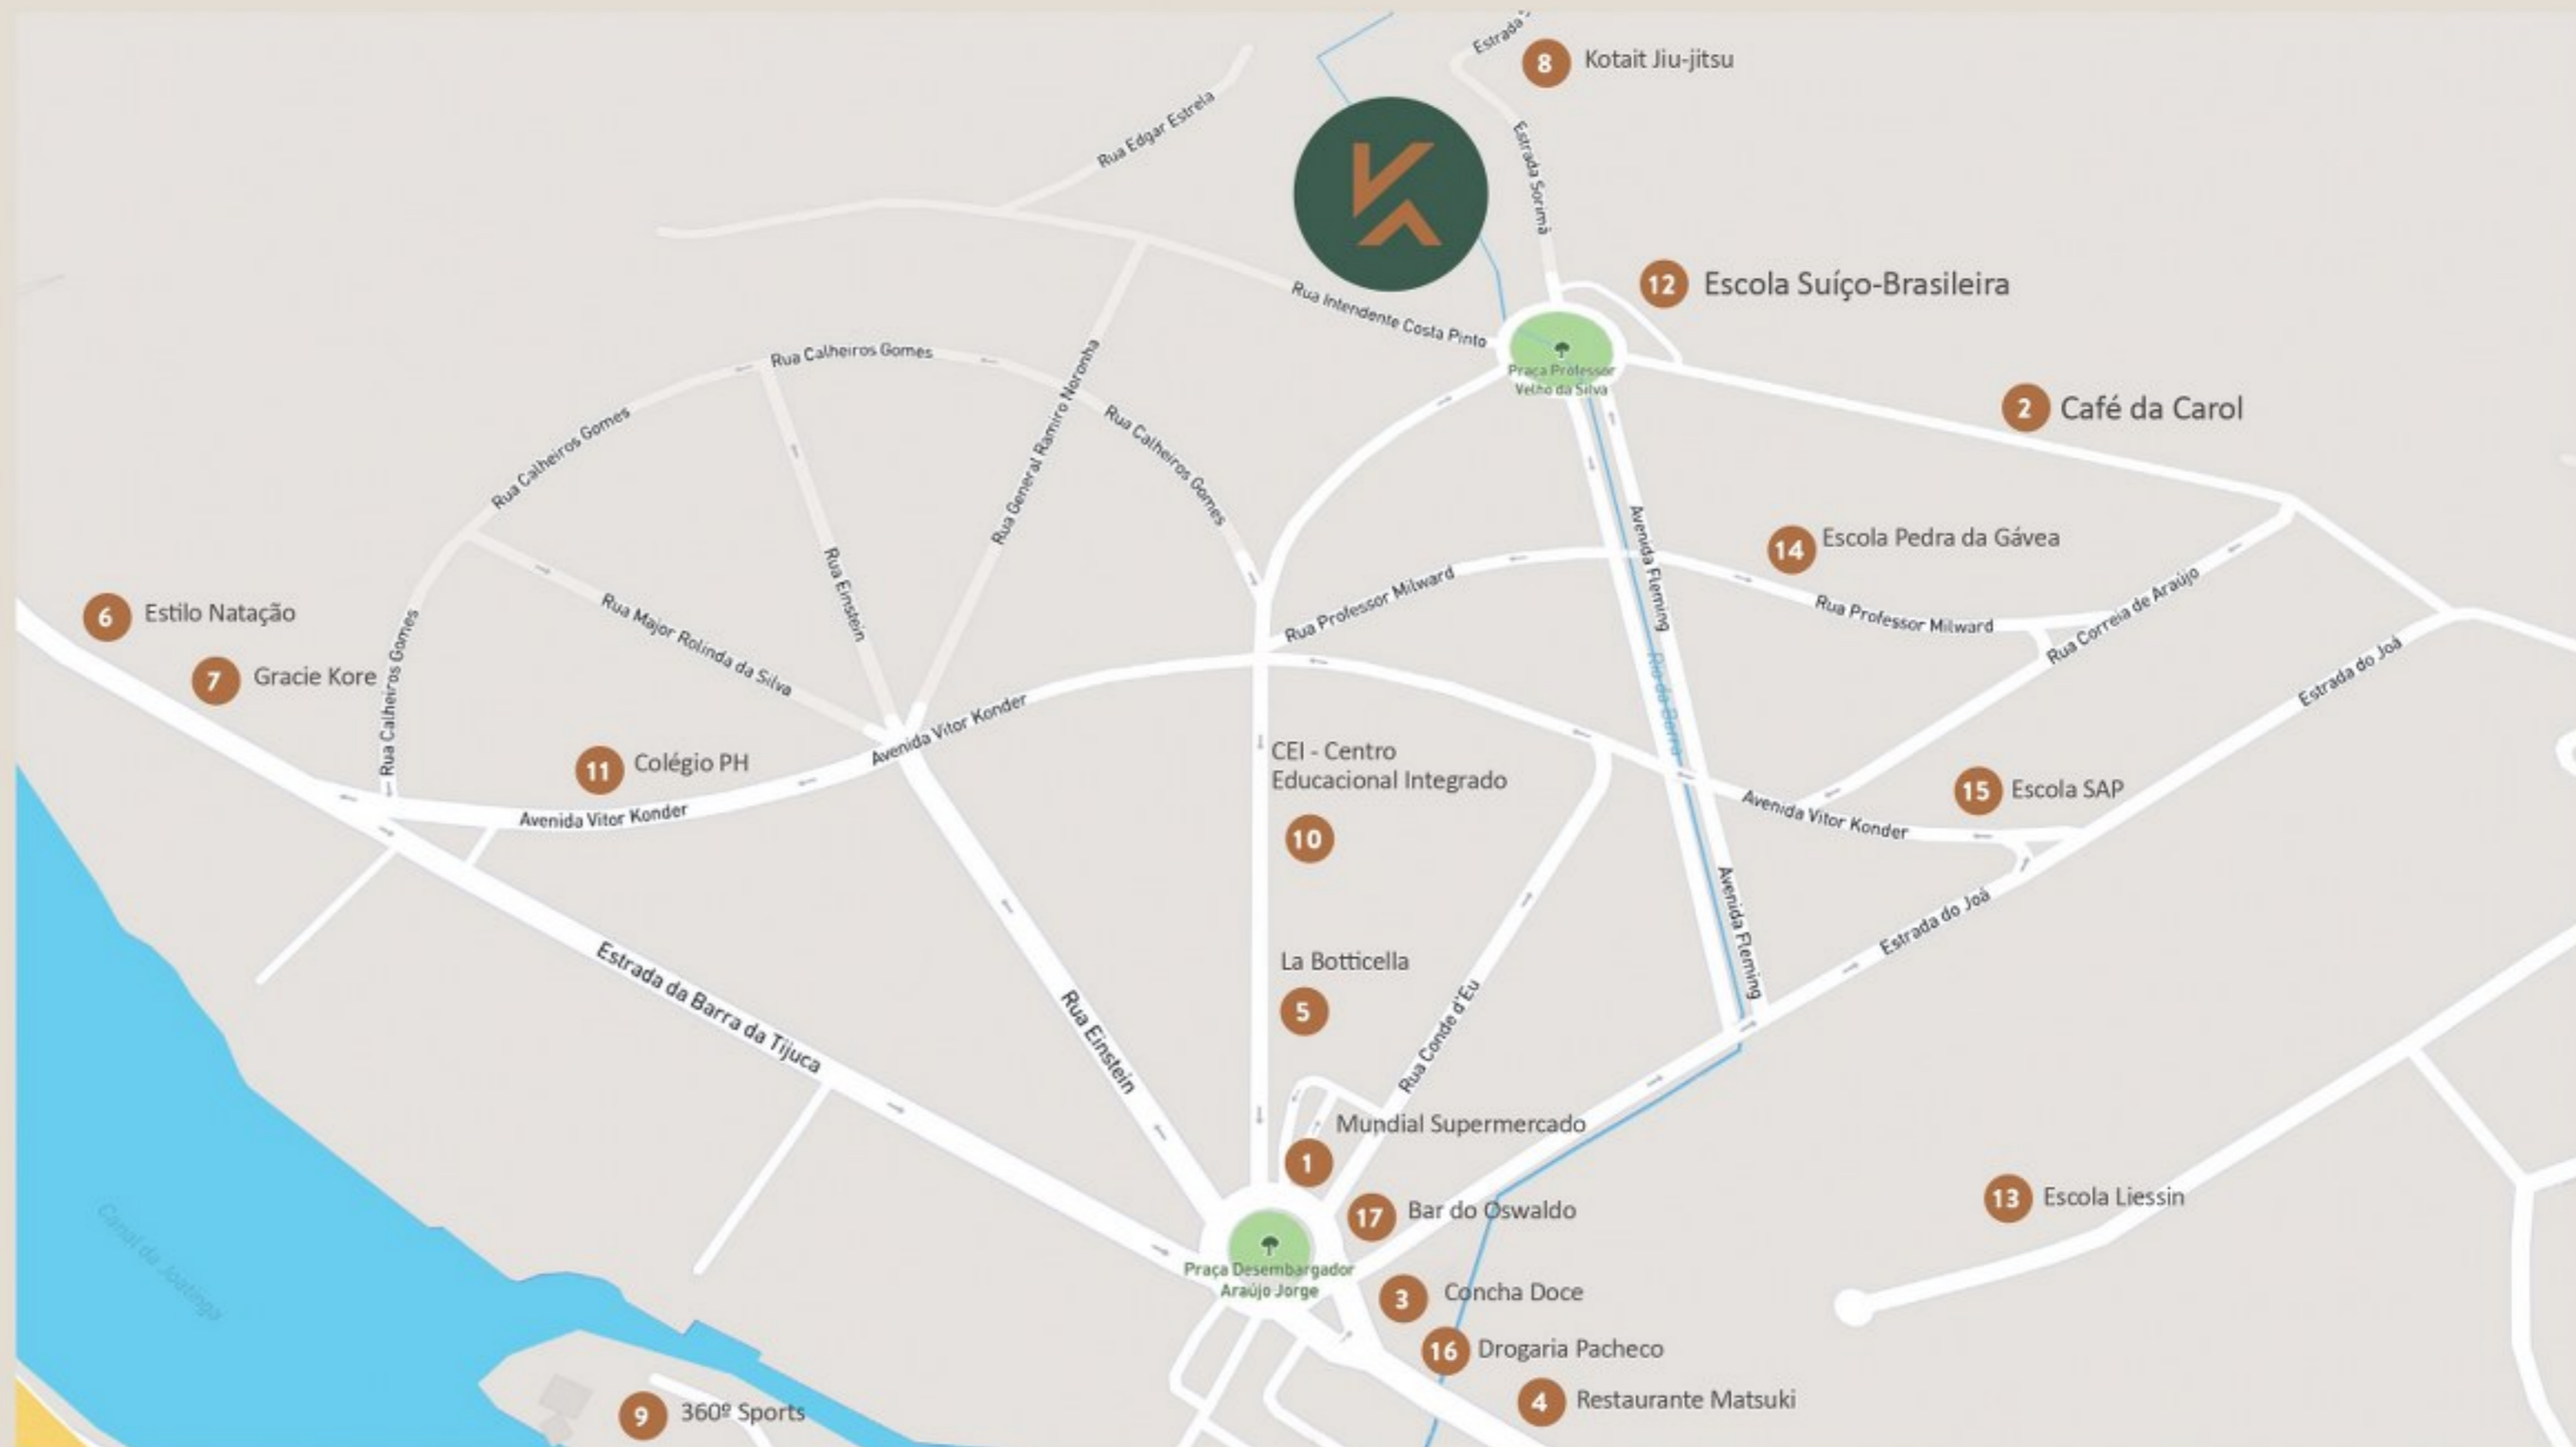 Estrada S
8 Kotait Jiu-jitsu
Rua Edgar Estrela
Estrada Sorimã
12 Escola Suíço-Brasileira
Rua Intendente Costa Pinto
Praça Professor
Velho da Silva
Rua Calheiros Gomes
Rua Calheiros Gomes
Rua General Ramiro Noronha
Rua Calheiros Gomes
2 Café da Carol
14 Escola Pedra da Gávea
Avenida Fleming
Rua Einstein
Rua Professor Milward
Rua Professor Milward
Rua Correia de Araújo
6 Estilo Natação
Rua Major Rolinda da Silva
7 Gracie Kore
Rua Calheiros Gomes
Estrada do Joá
Rio da Barra
Avenida Vitor Konder
11 Colégio PH
CEI - Centro
Educacional Integrado
10
15 Escola SAP
Avenida Vitor Konder
Avenida Vitor Konder
Avenida Fleming
Estrada do Joá
Estrada da Barra da Tijuca
La Botticella
5
Rua Einstein
Rua Conde d'Eu
Mundial Supermercado
1
17 Bar do Oswaldo
13 Escola Liessin
Canal da Joatinga
Praça Desembargador
Araújo Jorge
3 Concha Doce
16 Drogaria Pacheco
4 Restaurante Matsuki
9 360º Sports